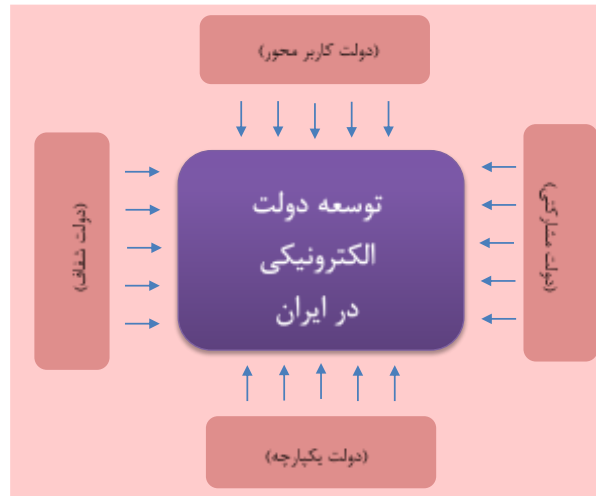 (دولت کاربر محور)
(دولت مشارکتی)
توسعه دولت
الکترونیکی
در ایران
(دولت شفاف)
(دولت یکپارچه)